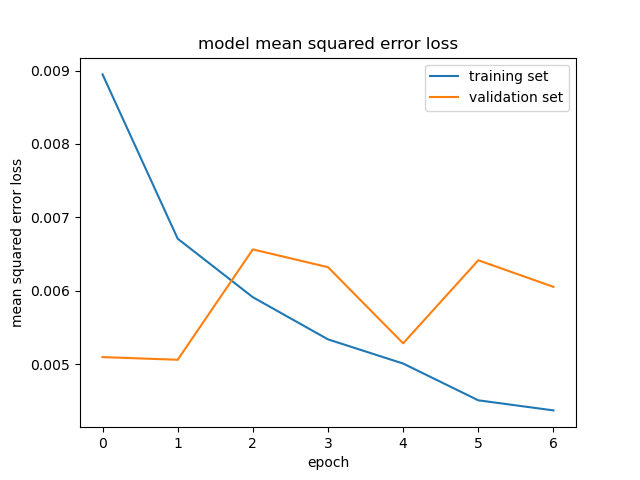 model mean squared error loss
training set
validation set
0.009
0.008
0.007
0.006
0.005
mean squared error loss
0 1 2 3 4 5 6
epoch